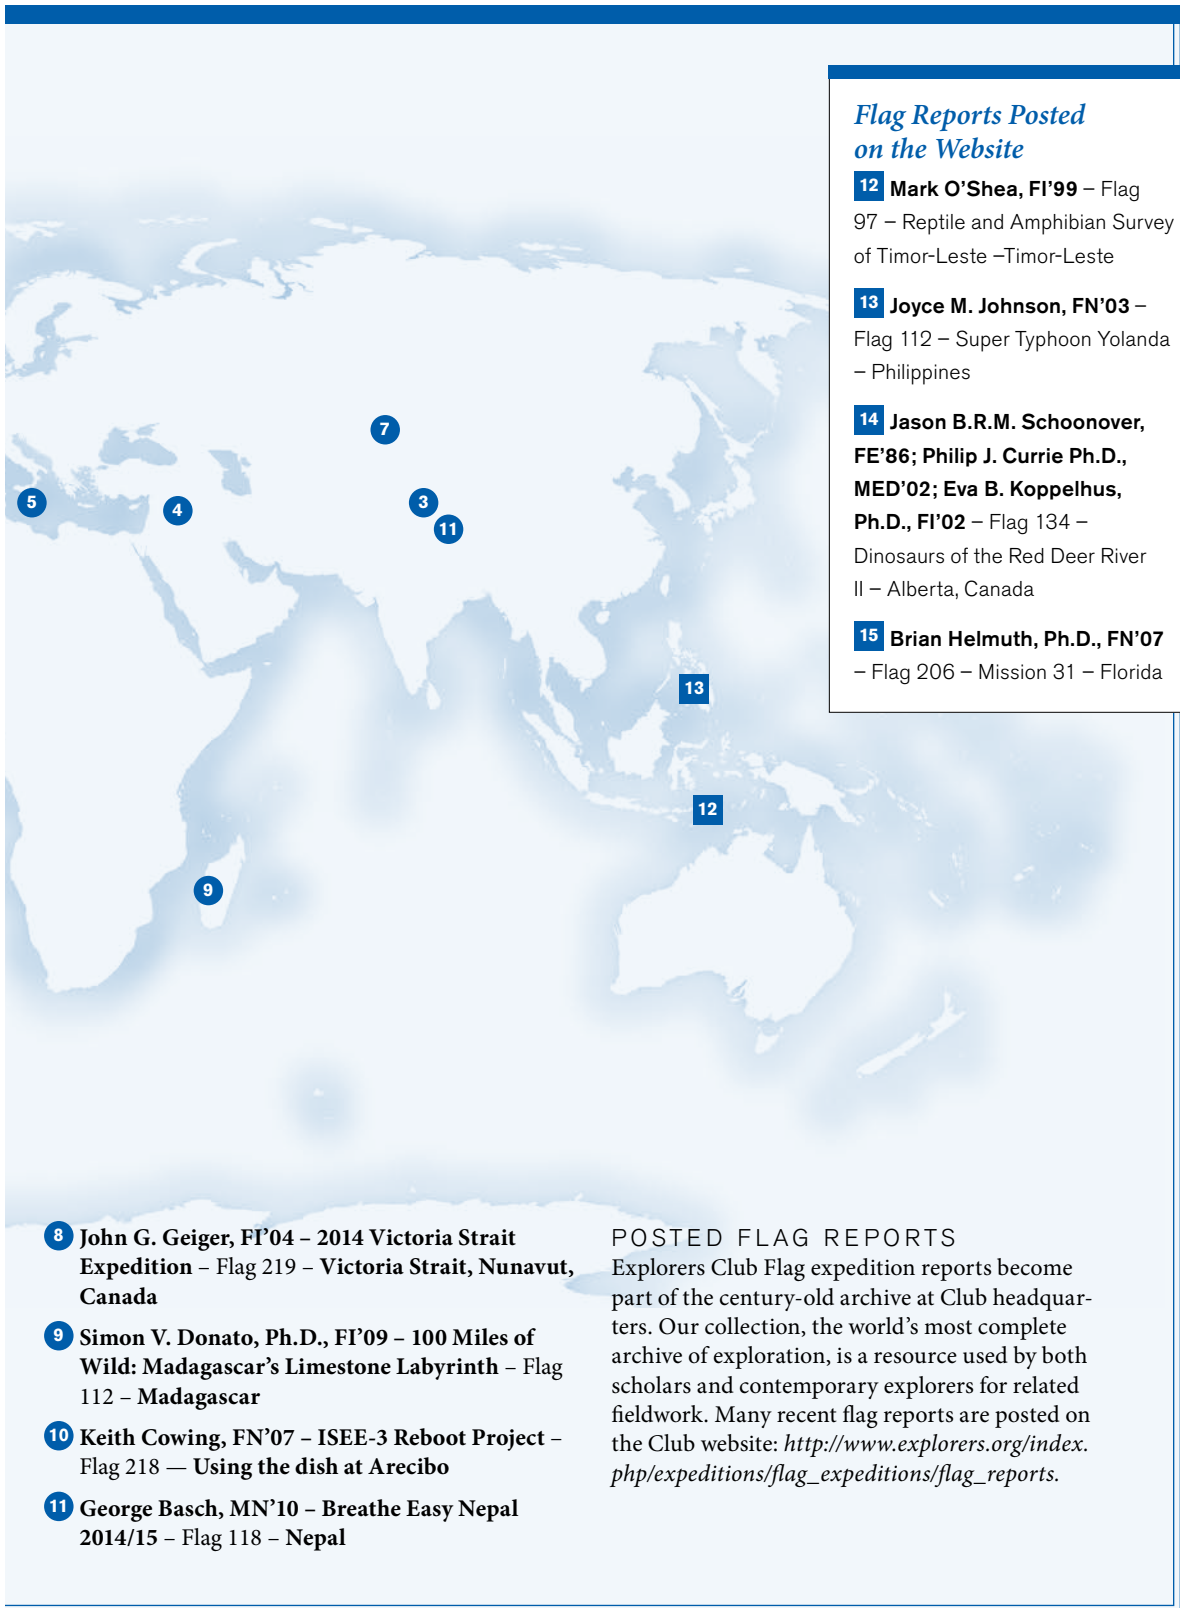 Flag Reports Posted
on the Website
12 Mark O’Shea, FI’99 – Flag
97 – Reptile and Amphibian Survey
of Timor-Leste –Timor-Leste
13 Joyce M. Johnson, FN’03 –
Flag 112 – Super Typhoon Yolanda
– Philippines
14 Jason B.R.M. Schoonover,
FE’86; Philip J. Currie Ph.D.,
MED’02; Eva B. Koppelhus,
Ph.D., FI’02 – Flag 134 –
Dinosaurs of the Red Deer River
II – Alberta, Canada
15 Brian Helmuth, Ph.D., FN’07
– Flag 206 – Mission 31 – Florida
7
5
4
3
11
13
12
9
8 John G. Geiger, FI’04 – 2014 Victoria Strait
Expedition – Flag 219 – Victoria Strait, Nunavut,
Canada
9 Simon V. Donato, Ph.D., FI’09 – 100 Miles of
Wild: Madagascar’s Limestone Labyrinth – Flag
112 – Madagascar
10 Keith Cowing, FN’07 – ISEE-3 Reboot Project –
Flag 218 — Using the dish at Arecibo
11 George Basch, MN’10 – Breathe Easy Nepal
2014/15 – Flag 118 – Nepal
POSTED FLAG REPORTS
Explorers Club Flag expedition reports become
part of the century-old archive at Club headquar-
ters. Our collection, the world’s most complete
archive of exploration, is a resource used by both
scholars and contemporary explorers for related
fieldwork. Many recent flag reports are posted on
the Club website: http://www.explorers.org/index.
php/expeditions/flag_expeditions/flag_reports.